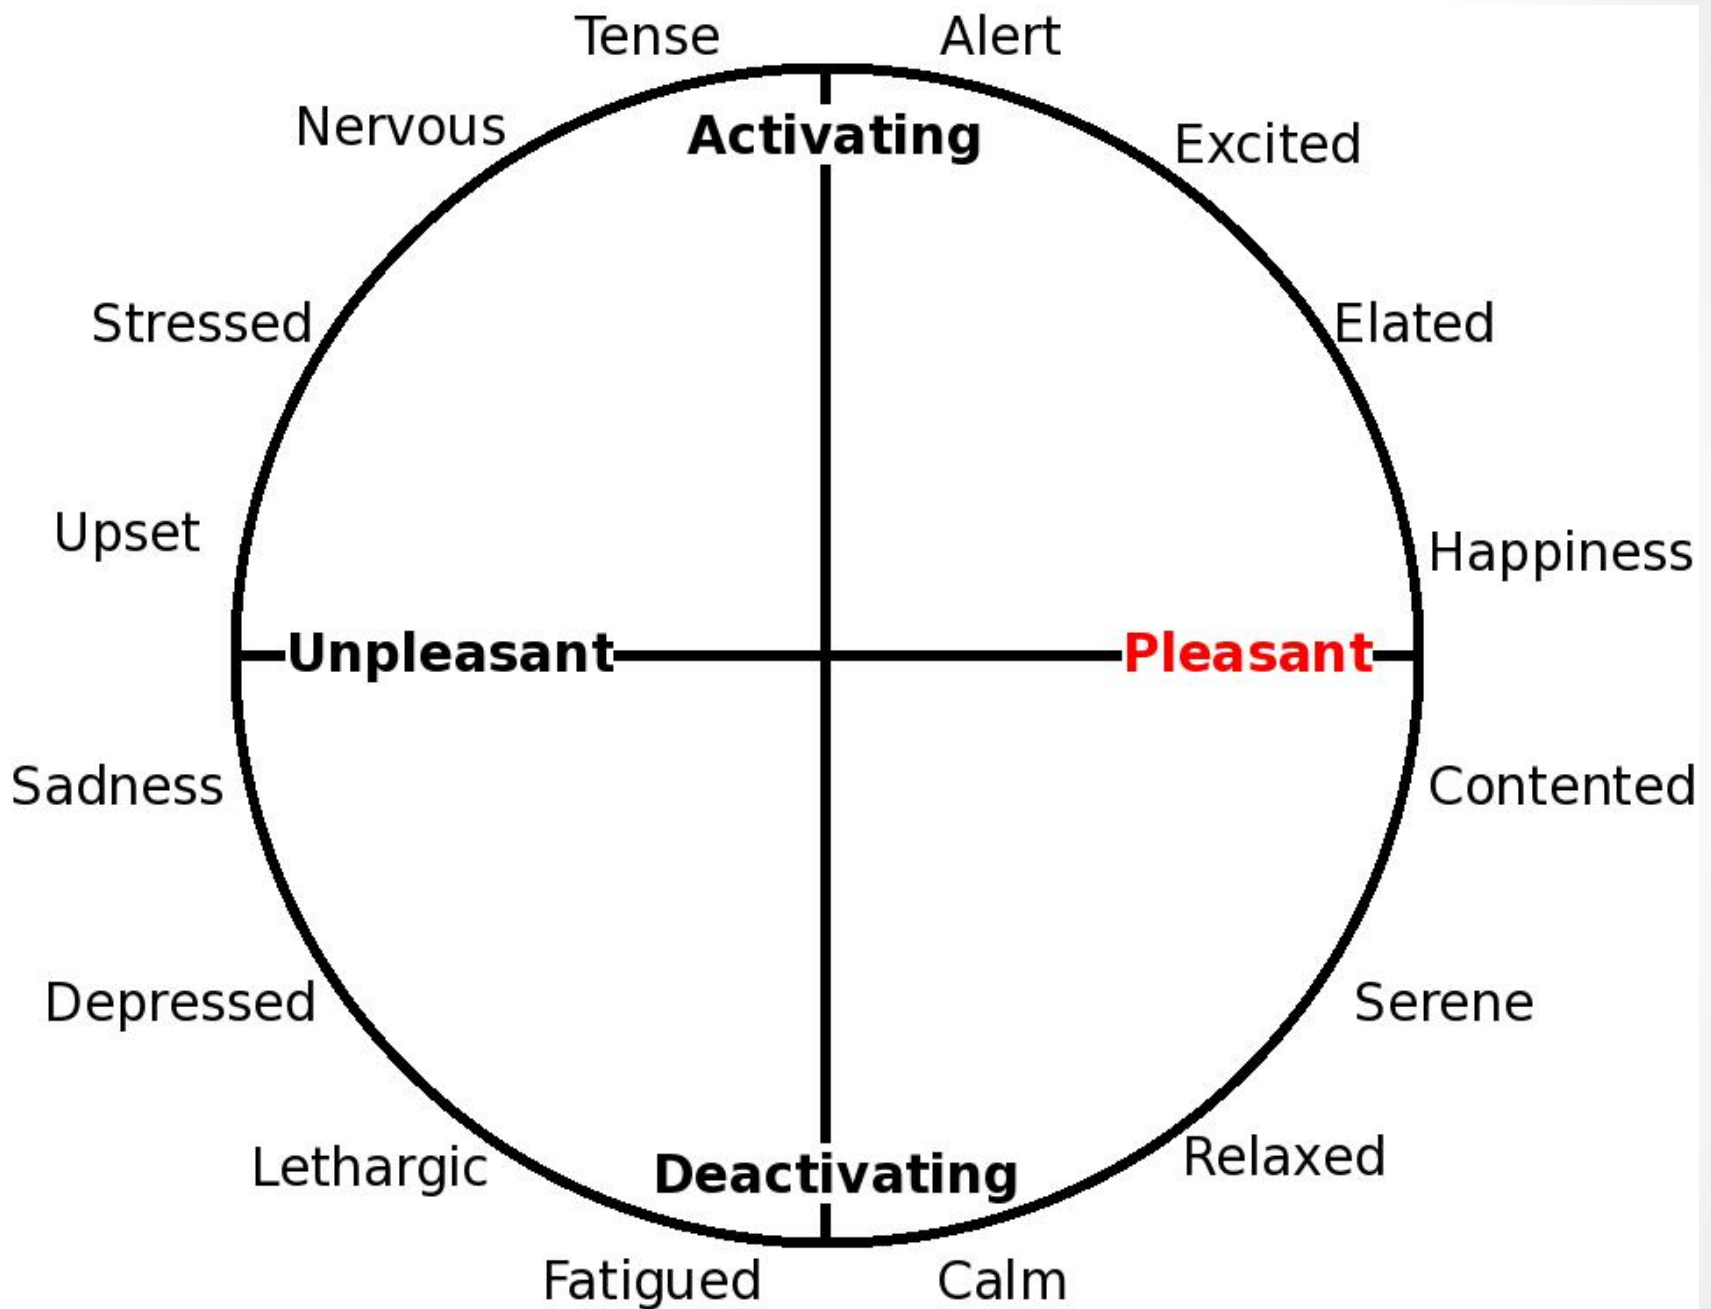 Tense
Alert
Nervous
Activating
Excited
Stressed
Elated
Upset
Happiness
Unpleasant
Pleasant
Sadness
Contented
Depressed
Serene
Lethargic
Deactivating
Relaxed
Fatigued
Calm